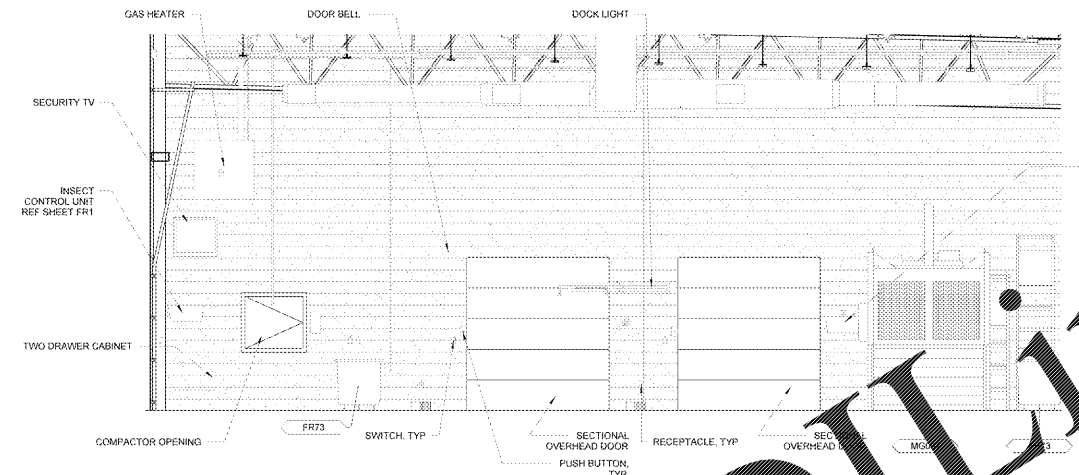 GAS HEATER
DOOR BELL
DOCK LIGHT
SECURITY TV
INSECT
CONTROL UNIT
REF SHEET FR1
TWO DRAWER CABINET
COMPACTOR OPENING
FR73
SWITCH, TYP
SECTIONAL
OVERHEAD DOOR
PUSH BUTTON,
TYP
RECEPTACLE, TYP
OVERHEAD